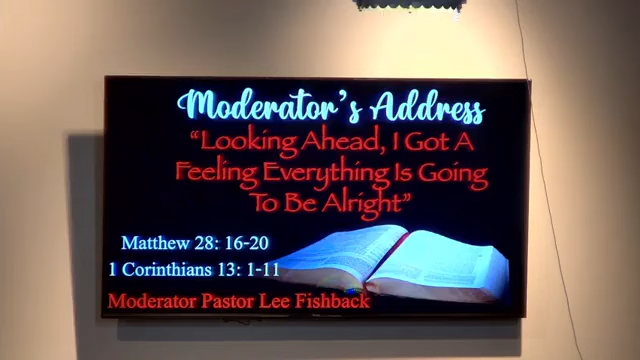 Moderator's Address
"Looking Ahead, I Got A
Feeling Everything Is Going
To Be Alright"
Matthew 28: 16-20
1 Corinthians 13: 1-11
Moderator Pastor Lee Fishback